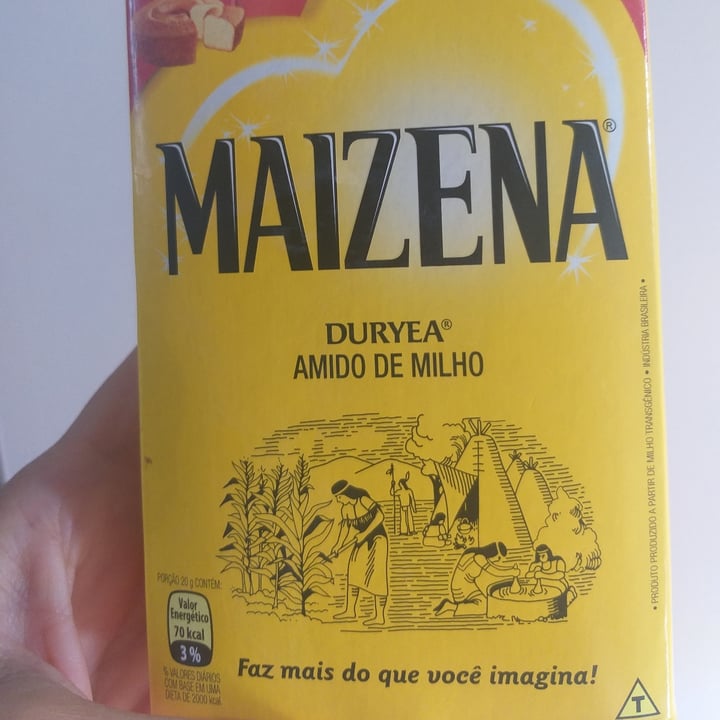 MAIZENA®
DURYEA®
AMIDO DE MILHO
• PRODUTO PRODUZIDO A PARTIR DE MILHO TRANSGÊNICO • INDÚSTRIA BRASILEIRA •
PORÇÃO 20 g CONTÉM:
Valor
Energético
70 kcal
3 %
% VALORES DIÁRIOS
COM BASE EM UMA
DIETA DE 2000 kcal
Faz mais do que você imagina!
T